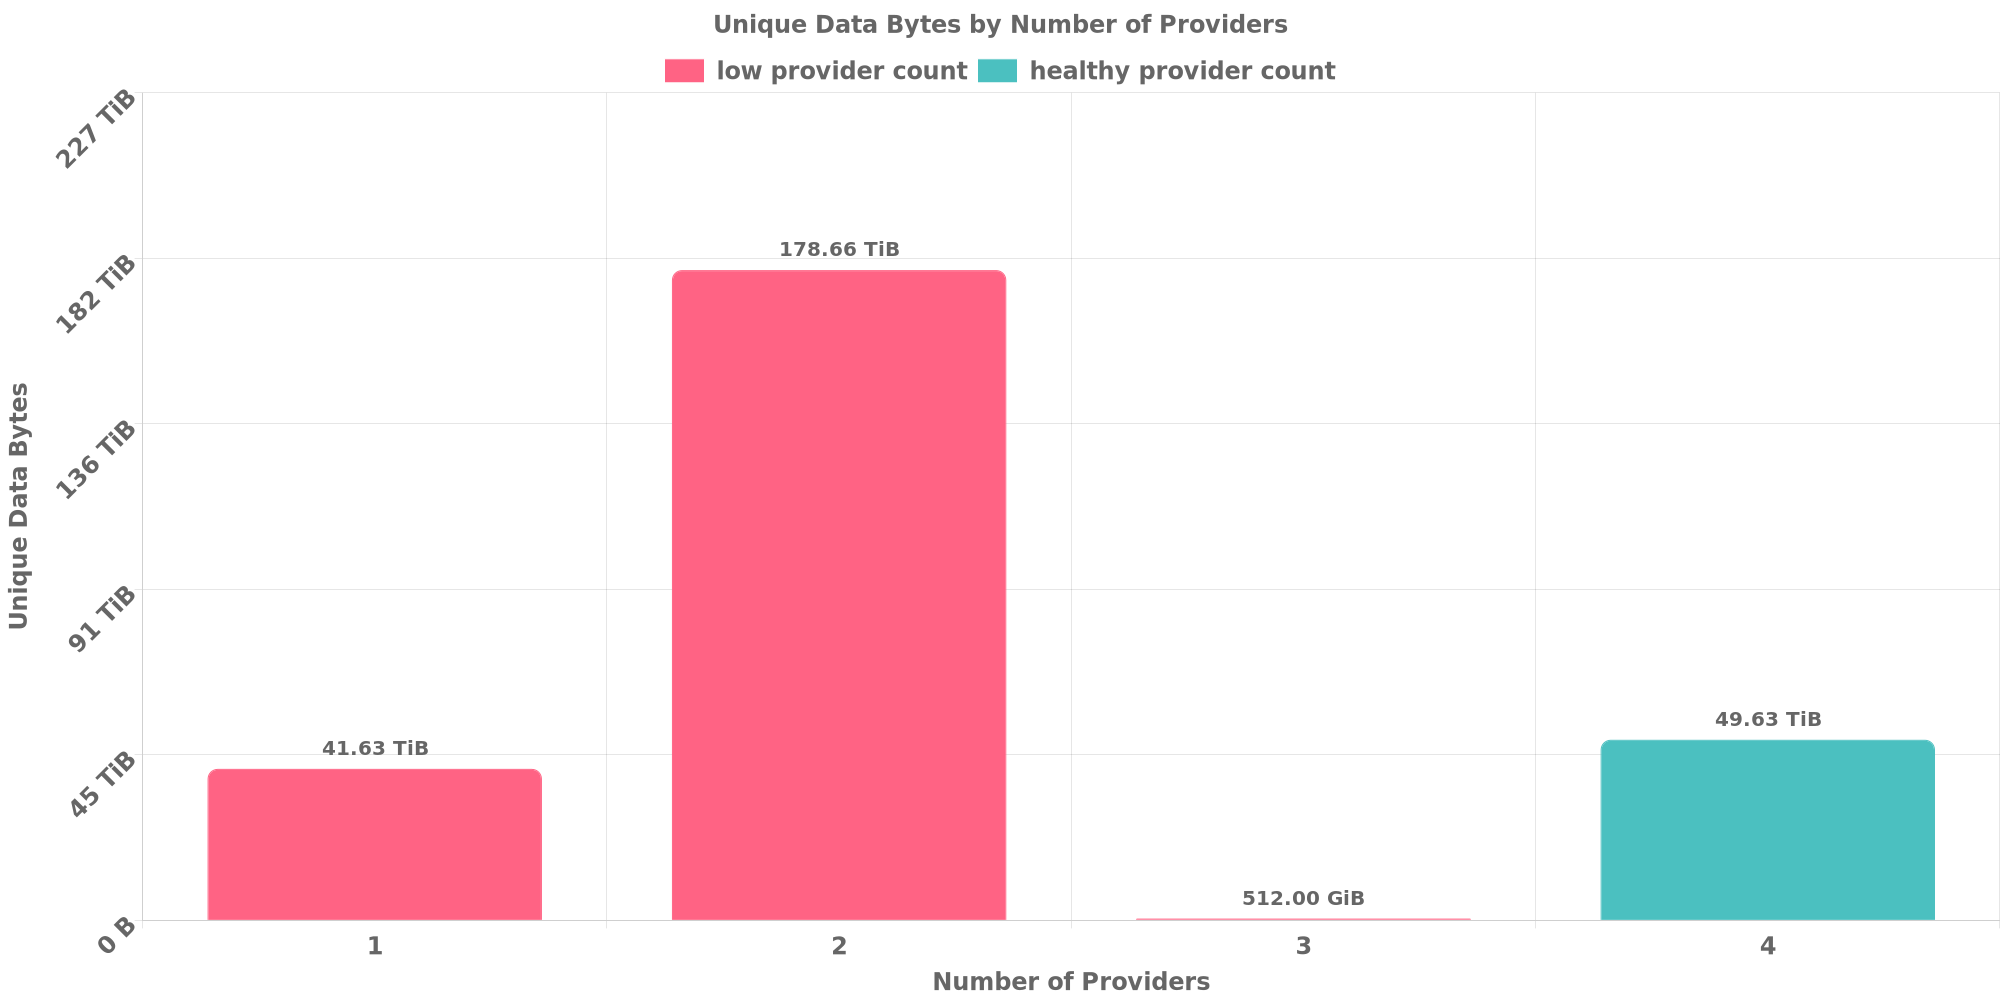 Unique Data Bytes by Number of Providers
low provider count healthy provider count
227 TiB
182 TiB
136 TiB
91 TiB
45 TiB
0 B
Unique Data Bytes
41.63 TiB
178.66 TiB
512.00 GiB
49.63 TiB
1 2 3 4
Number of Providers